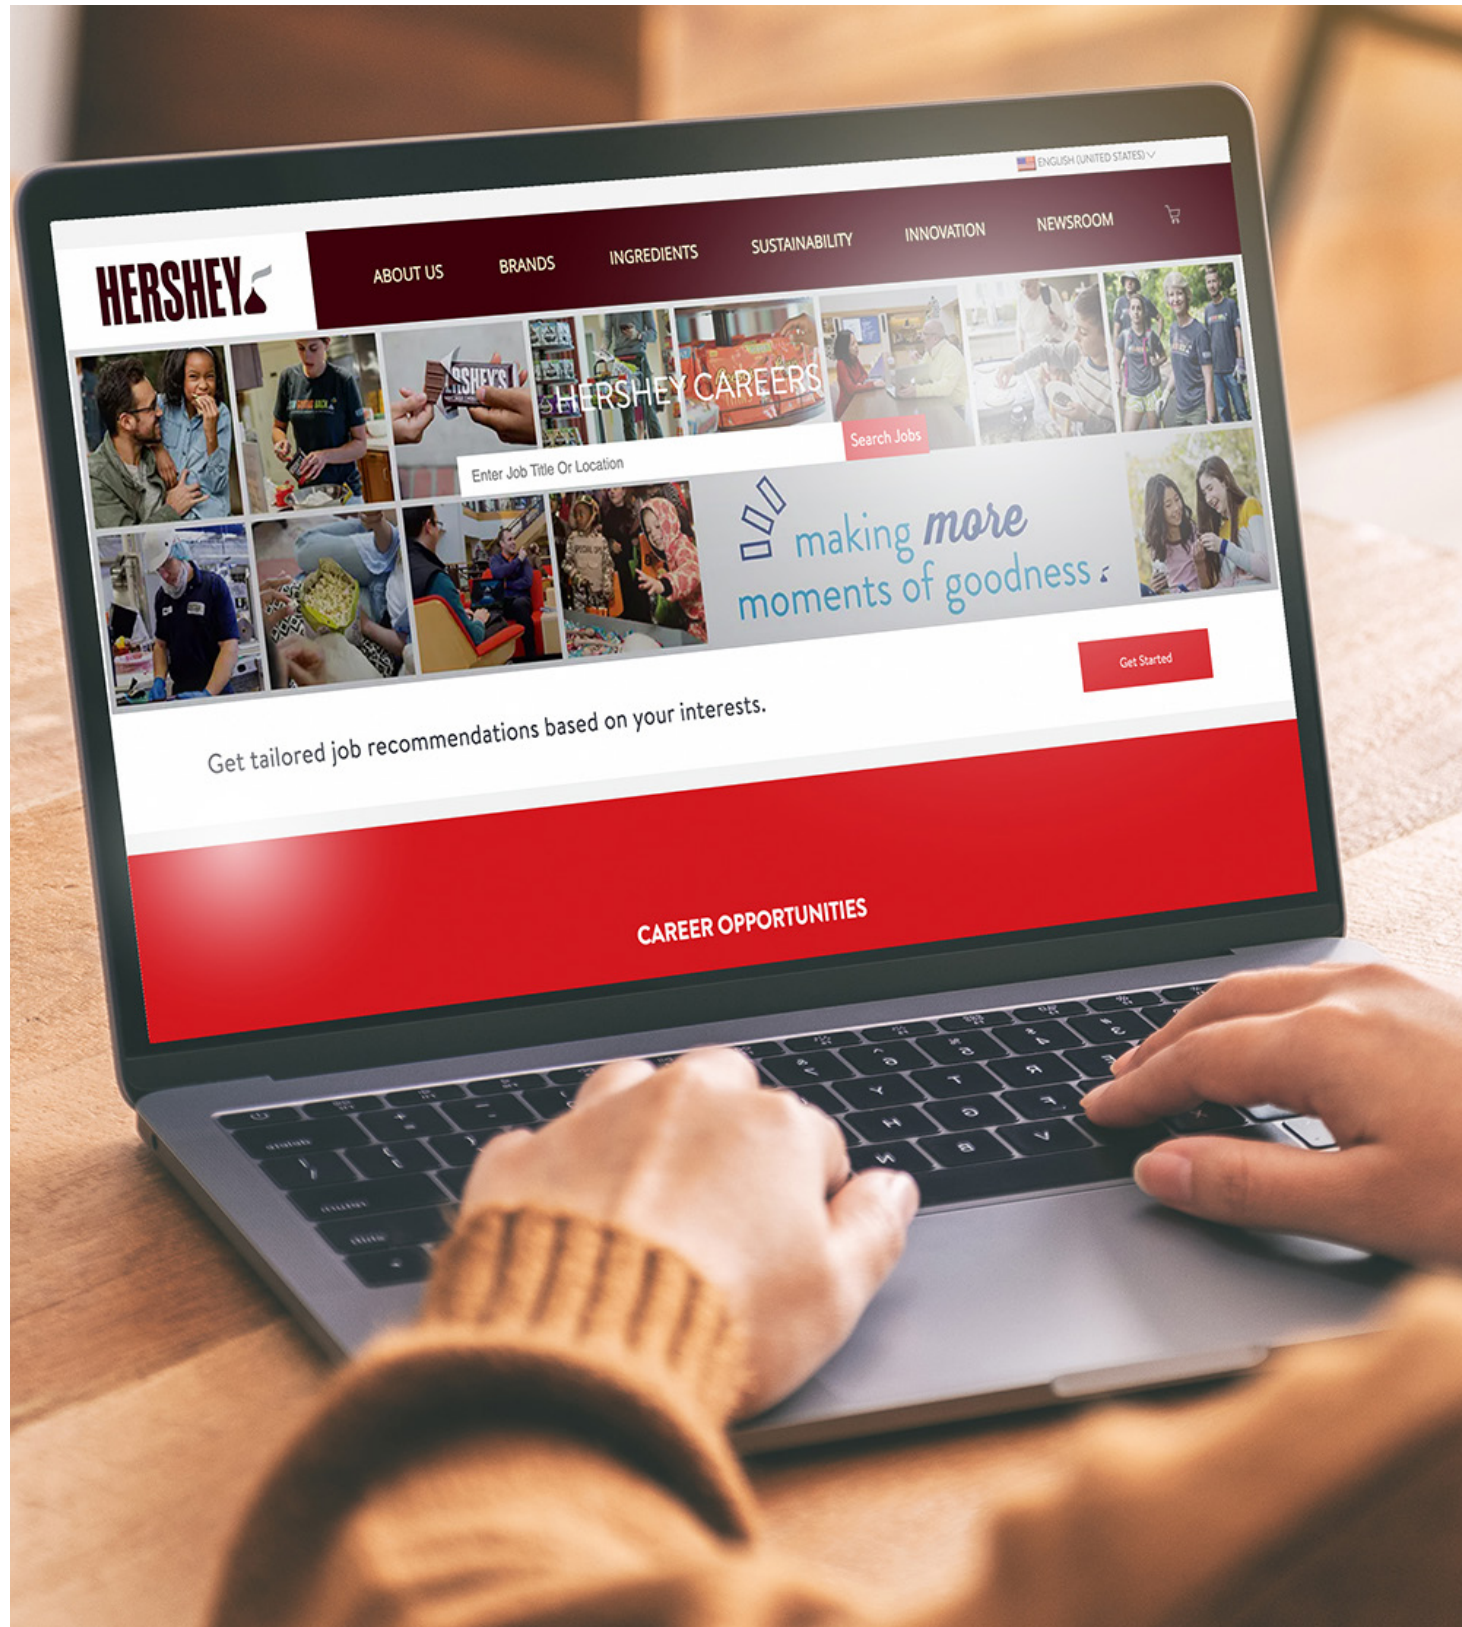 ENGLISH (UNITED STATES)
HERSHEY
ABOUT US
BRANDS
INGREDIENTS
SUSTAINABILITY
INNOVATION
NEWSROOM
HERSHEY CAREERS
Enter Job Title Or Location
Search Jobs
making more
moments of goodness
Get tailored job recommendations based on your interests.
Get Started
CAREER OPPORTUNITIES